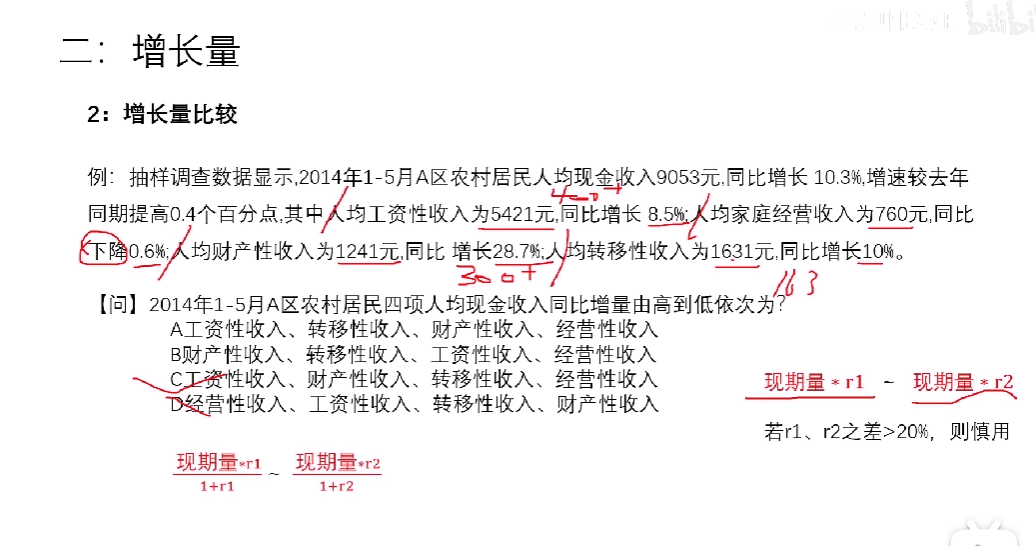 bilibili
二：增长量
2：增长量比较
例：抽样调查数据显示,2014年1-5月A区农村居民人均现金收入9053元,同比增长 10.3%,增速较去年
400+
同期提高0.4个百分点,其中人均工资性收入为5421元,同比增长 8.5%;人均家庭经营收入为760元,同比
下降0.6%;人均财产性收入为1241元,同比 增长28.7%;人均转移性收入为1631元,同比增长10%。
300+
163
【问】2014年1-5月A区农村居民四项人均现金收入同比增量由高到低依次为?
A工资性收入、转移性收入、财产性收入、经营性收入
B财产性收入、转移性收入、工资性收入、经营性收入
C工资性收入、财产性收入、转移性收入、经营性收入
D经营性收入、工资性收入、转移性收入、财产性收入
现期量*r1 ~ 现期量*r2
若r1、r2之差>20%，则慎用
现期量*r1 ~ 现期量*r2
1+r1 1+r2